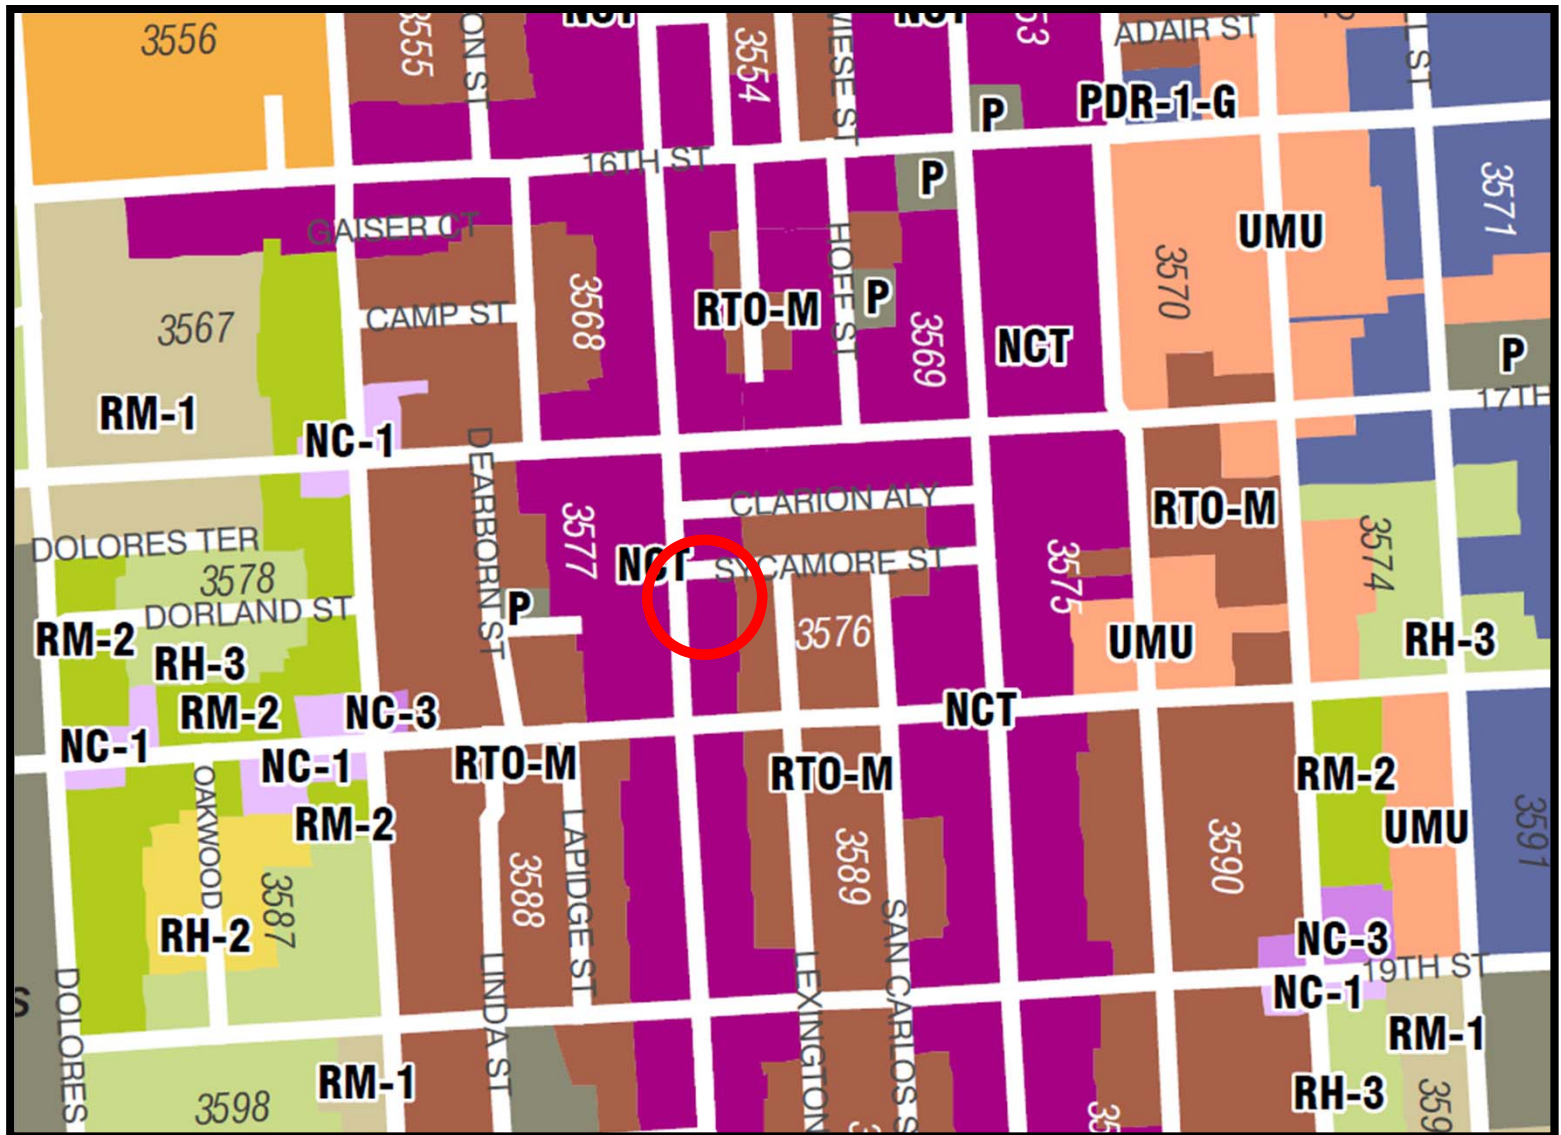 NCT
NCT
3556
3555
3554
ADAIR ST
PDR-1-G
P
16TH ST
P
3571
GAISER CT
UMU
3567
CAMP ST
3568
RTO-M
HOFF ST
P
3569
NCT
3570
P
RM-1
NC-1
17TH
DEARBORN ST
CLARION ALY
RTO-M
DOLORES TER
3577
NCT
SYCAMORE ST
3575
3574
3578
DORLAND ST
P
3576
UMU
RH-3
RM-2
RH-3
RM-2
NC-3
NCT
NC-1
NC-1
RTO-M
RTO-M
RM-2
OAKWOOD
RM-2
LAPIDGE ST
UMU
3591
3587
3588
3589
3590
RH-2
SAN CARLOS S
NC-3
19TH ST
DOLORES
LINDA ST
LEXINGTON
NC-1
RM-1
3598
RM-1
RH-3
359